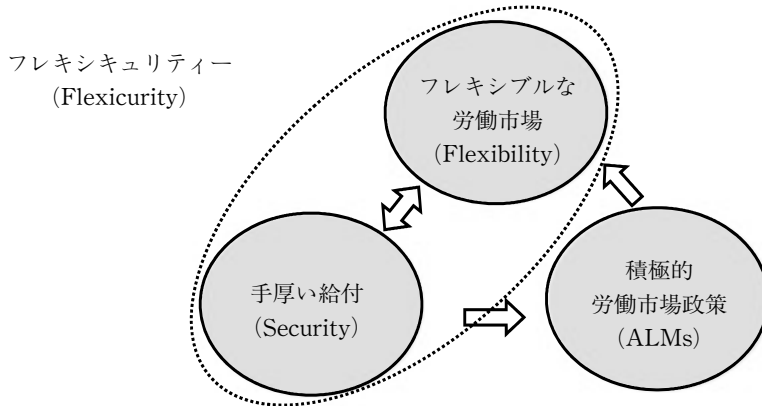 フレキシキュリティー
(Flexicurity)
フレキシブルな
労働市場
(Flexibility)
手厚い給付
(Security)
積極的
労働市場政策
(ALMs)